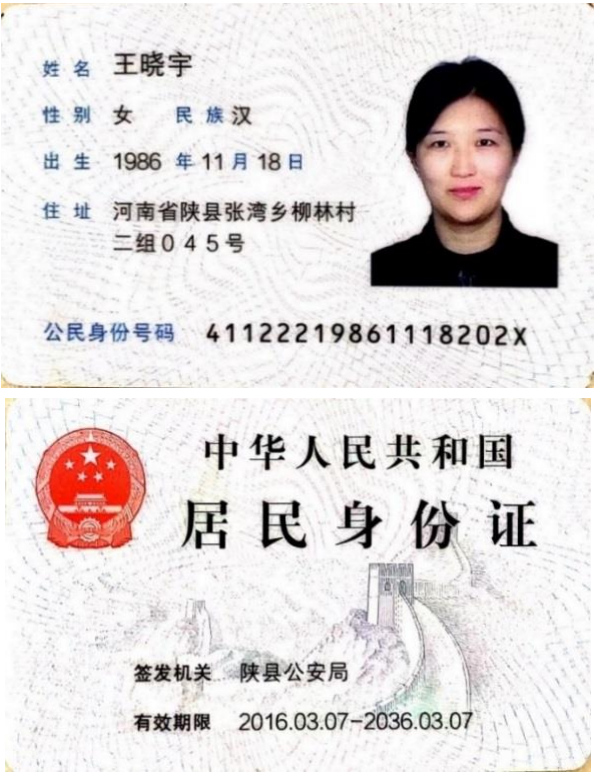 姓名 王晓宇
性别 女 民族 汉
出生 1986 年 11 月 18 日
住址 河南省陕县张湾乡柳林村
二组045号
公民身份号码 41122219861118202X
中华人民共和国
居民身份证
签发机关 陕县公安局
有效期限 2016.03.07-2036.03.07